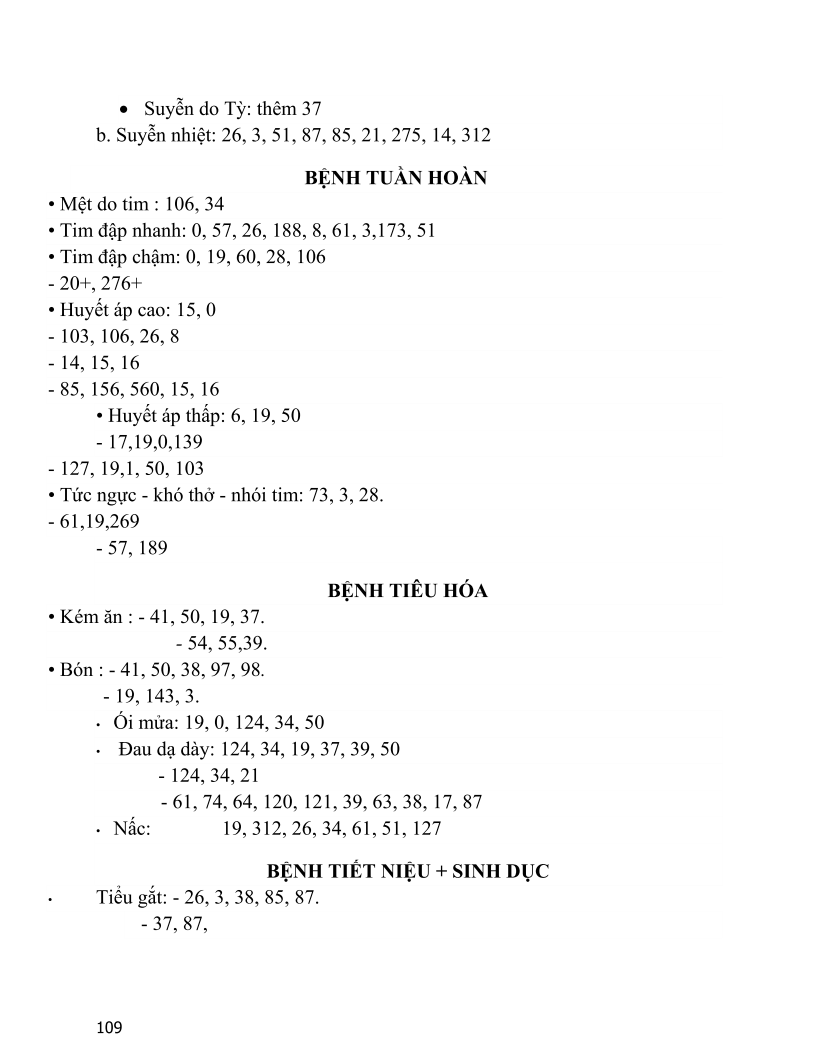 • Suyễn do Tỳ: thêm 37
b. Suyễn nhiệt: 26, 3, 51, 87, 85, 21, 275, 14, 312
BỆNH TUẦN HOÀN
• Mệt do tim : 106, 34
• Tim đập nhanh: 0, 57, 26, 188, 8, 61, 3,173, 51
• Tim đập chậm: 0, 19, 60, 28, 106
- 20+, 276+
• Huyết áp cao: 15, 0
- 103, 106, 26, 8
- 14, 15, 16
- 85, 156, 560, 15, 16
• Huyết áp thấp: 6, 19, 50
- 17,19,0,139
- 127, 19,1, 50, 103
• Tức ngực - khó thở - nhói tim: 73, 3, 28.
- 61,19,269
- 57, 189
BỆNH TIÊU HÓA
• Kém ăn : - 41, 50, 19, 37.
- 54, 55,39.
• Bón : - 41, 50, 38, 97, 98.
- 19, 143, 3.
• Ói mửa: 19, 0, 124, 34, 50
• Đau dạ dày: 124, 34, 19, 37, 39, 50
- 124, 34, 21
- 61, 74, 64, 120, 121, 39, 63, 38, 17, 87
• Nấc: 19, 312, 26, 34, 61, 51, 127
BỆNH TIẾT NIỆU + SINH DỤC
• Tiểu gắt: - 26, 3, 38, 85, 87.
- 37, 87,
109